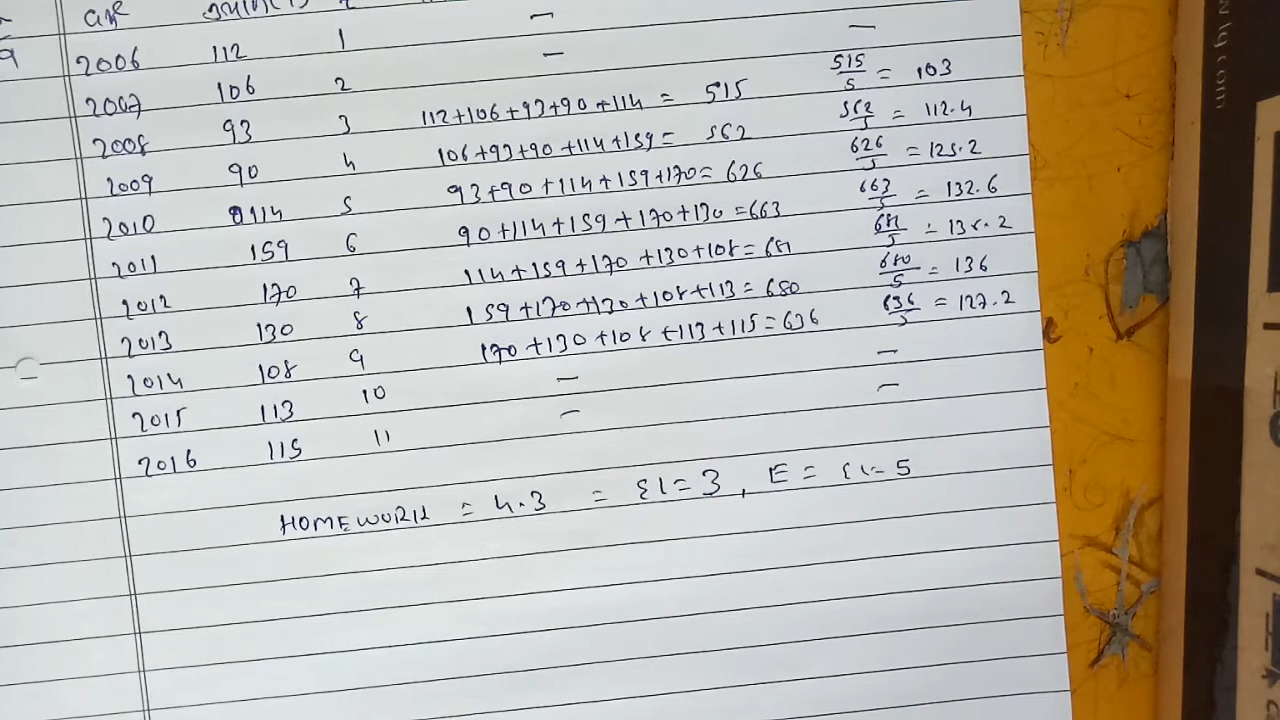 2006 112 1 — —
2007 106 2 —
2008 93 3 112+106+93+90+114 = 515 515/5 = 103
2009 90 4 106+93+90+114+159= 562 562/5 = 112.4
2010 114 5 93+90+114+159+170= 626 626/5 = 125.2
2011 159 6 90+114+159+170+130=663 663/5 = 132.6
2012 170 7 114+159+170+130+108= 681 681/5 = 136.2
2013 130 8 159+170+130+108+113= 680 680/5 = 136
2014 108 9 170+130+108+113+115=636 636/5 = 127.2
2015 113 10 — —
2016 115 11 — —
HOMEWORK = 4.3 = દા=3, E = દા=5